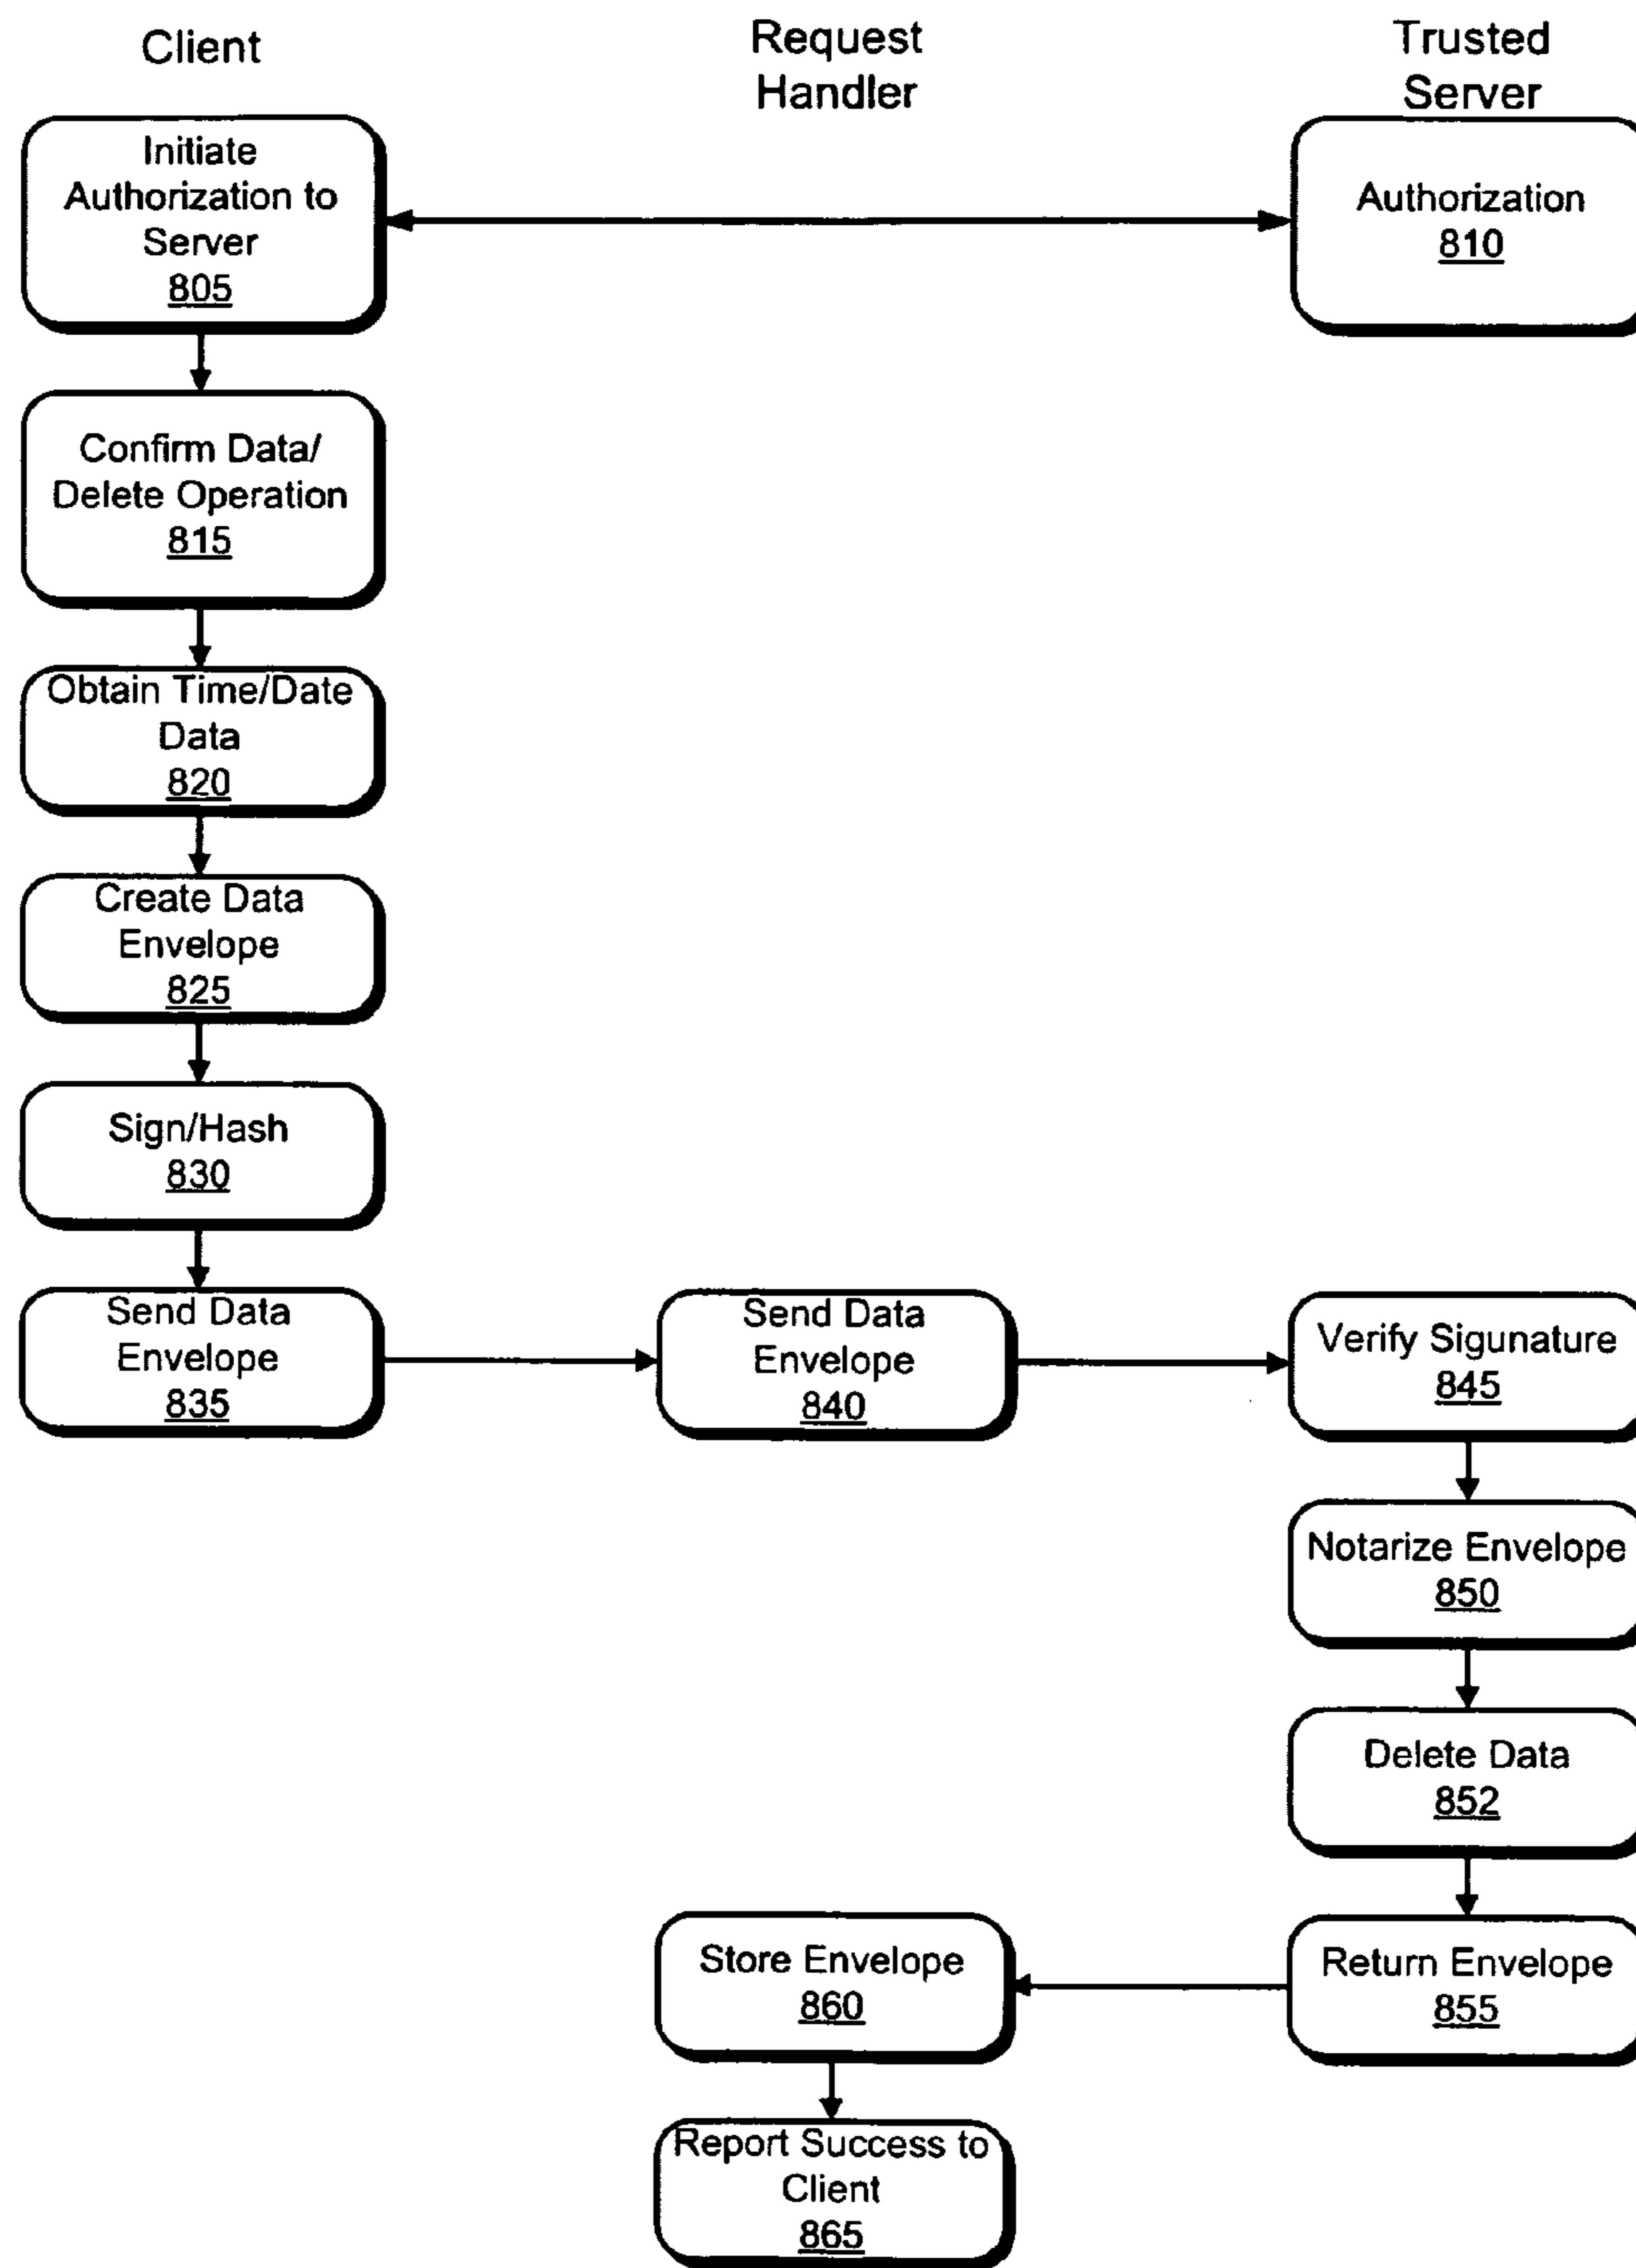 Client
Request
Handler
Trusted
Server
Initiate
Authorization to
Server
805
Authorization
810
Confirm Data/
Delete Operation
815
Obtain Time/Date
Data
820
Create Data
Envelope
825
Sign/Hash
830
Send Data
Envelope
835
Send Data
Envelope
840
Verify Sigunature
845
Notarize Envelope
850
Delete Data
852
Return Envelope
855
Store Envelope
860
Report Success to
Client
865